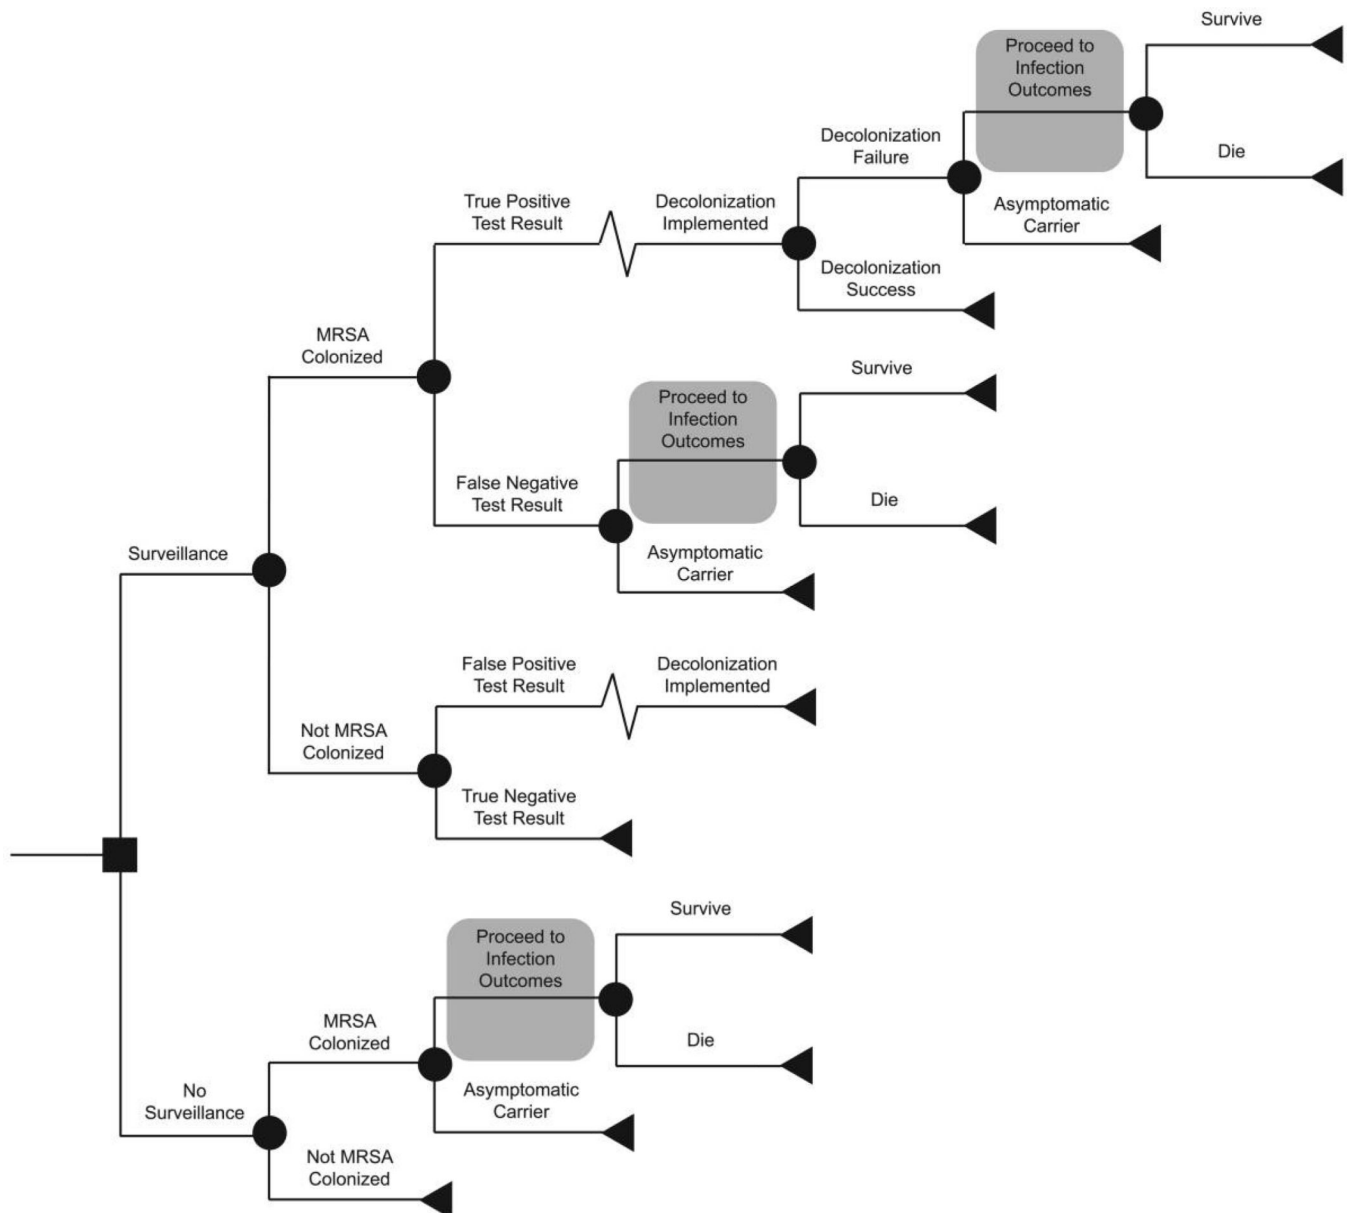 Survive
Proceed to
Infection
Outcomes
Die
Decolonization
Failure
Asymptomatic
Carrier
True Positive
Test Result
Decolonization
Implemented
Decolonization
Success
MRSA
Colonized
Survive
Proceed to
Infection
Outcomes
Die
False Negative
Test Result
Asymptomatic
Carrier
Surveillance
False Positive
Test Result
Decolonization
Implemented
Not MRSA
Colonized
True Negative
Test Result
Survive
Proceed to
Infection
Outcomes
Die
MRSA
Colonized
Asymptomatic
Carrier
No
Surveillance
Not MRSA
Colonized